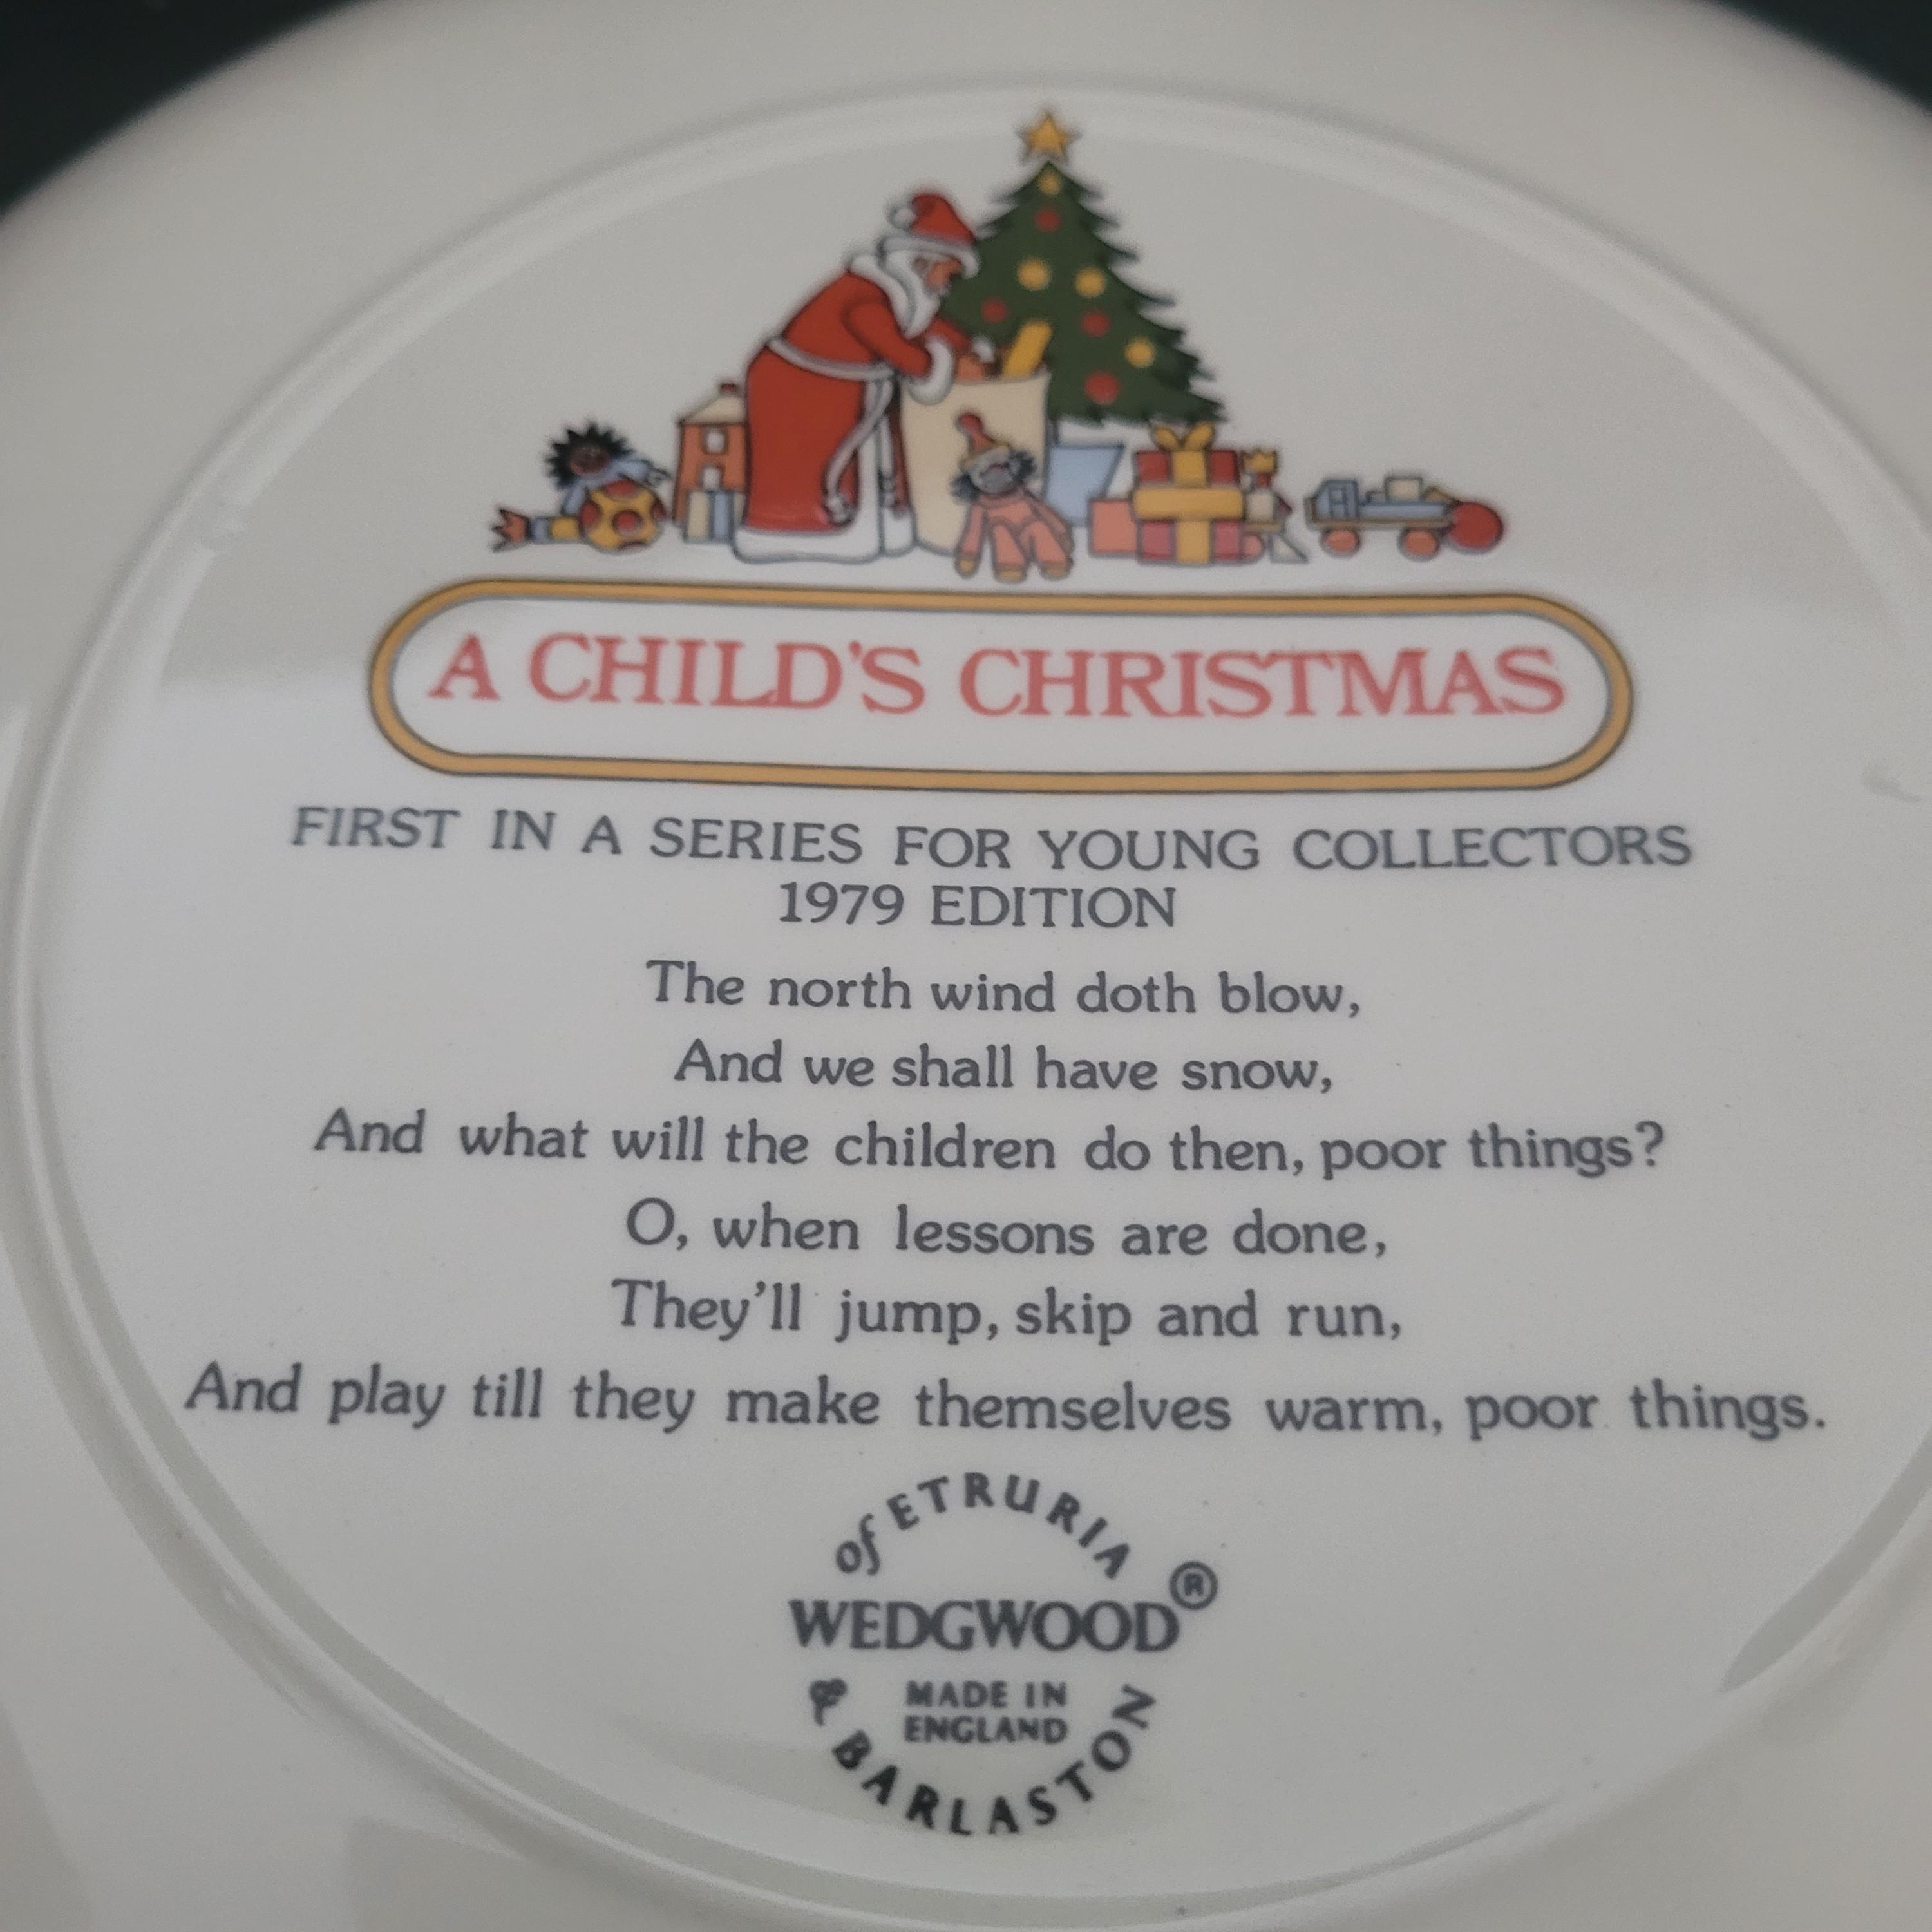 A CHILD'S CHRISTMAS
FIRST IN A SERIES FOR YOUNG COLLECTORS
1979 EDITION
The north wind doth blow,
And we shall have snow,
And what will the children do then, poor things?
O, when lessons are done,
They'll jump, skip and run,
And play till they make themselves warm, poor things.
of ETRURIA
WEDGWOOD®
MADE IN
ENGLAND
& BARLASTON